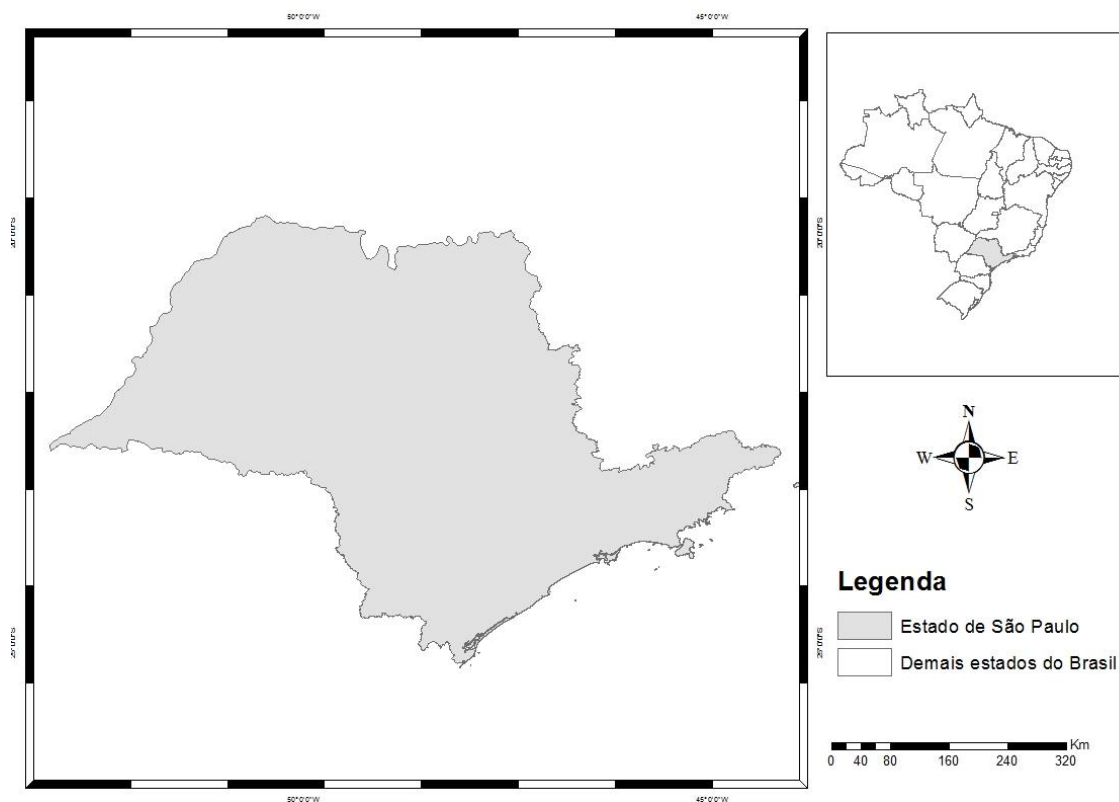 50°0'0"W 45°0'0"W
N
W E
S
Legenda
Estado de São Paulo
Demais estados do Brasil
Km
0 40 80 160 240 320
50°0'0"W 45°0'0"W